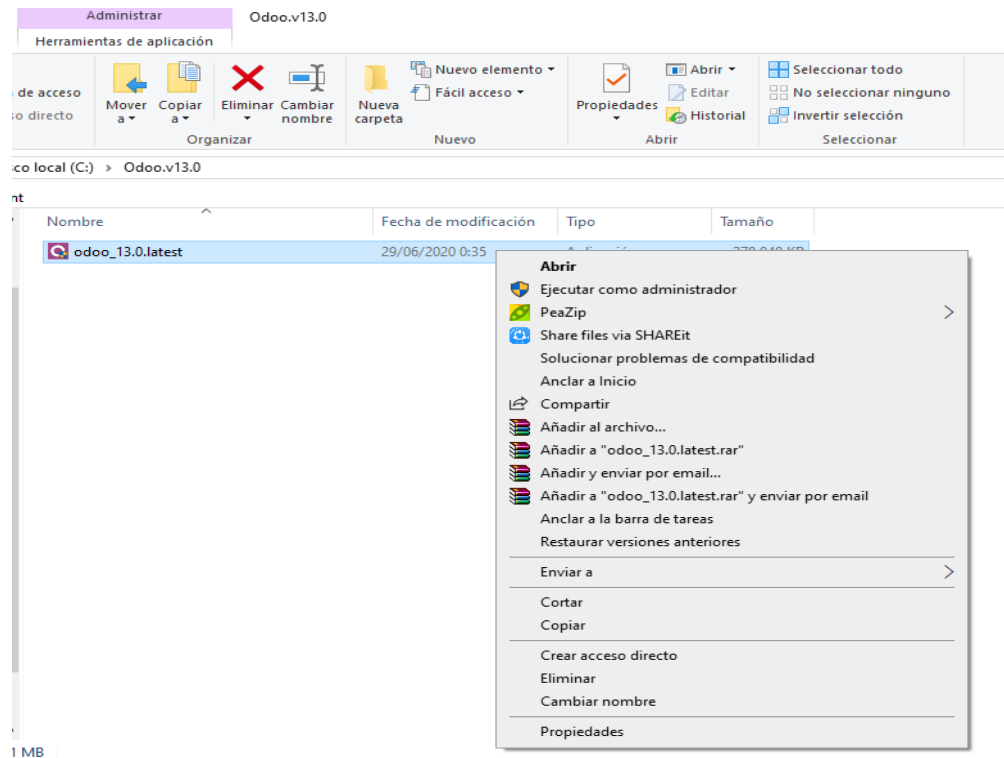 Administrar
Odoo.v13.0
Herramientas de aplicación
de acceso
directo
Mover a
Copiar a
Eliminar
Cambiar nombre
Organizar
Nueva carpeta
Nuevo elemento
Fácil acceso
Nuevo
Propiedades
Abrir
Editar
Historial
Abrir
Seleccionar todo
No seleccionar ninguno
Invertir selección
Seleccionar
local (C:) > Odoo.v13.0
nt
Nombre
Fecha de modificación
Tipo
Tamaño
odoo_13.0.latest
29/06/2020 0:35
Abrir
Ejecutar como administrador
PeaZip
Share files via SHAREit
Solucionar problemas de compatibilidad
Anclar a Inicio
Compartir
Añadir al archivo...
Añadir a "odoo_13.0.latest.rar"
Añadir y enviar por email...
Añadir a "odoo_13.0.latest.rar" y enviar por email
Anclar a la barra de tareas
Restaurar versiones anteriores
Enviar a
Cortar
Copiar
Crear acceso directo
Eliminar
Cambiar nombre
Propiedades
1 MB